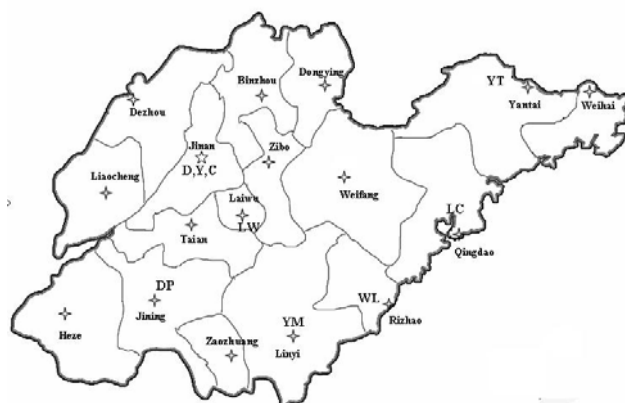 Dongying
Binzhou
YT
Yantai
Weihai
Dezhou
Jinan
D,Y,C
Zibo
Liaocheng
Weifang
Laiwu
LW
LC
Taian
Qingdao
DP
Jining
WL
Rizhao
Heze
YM
Linyi
Zaozhuang